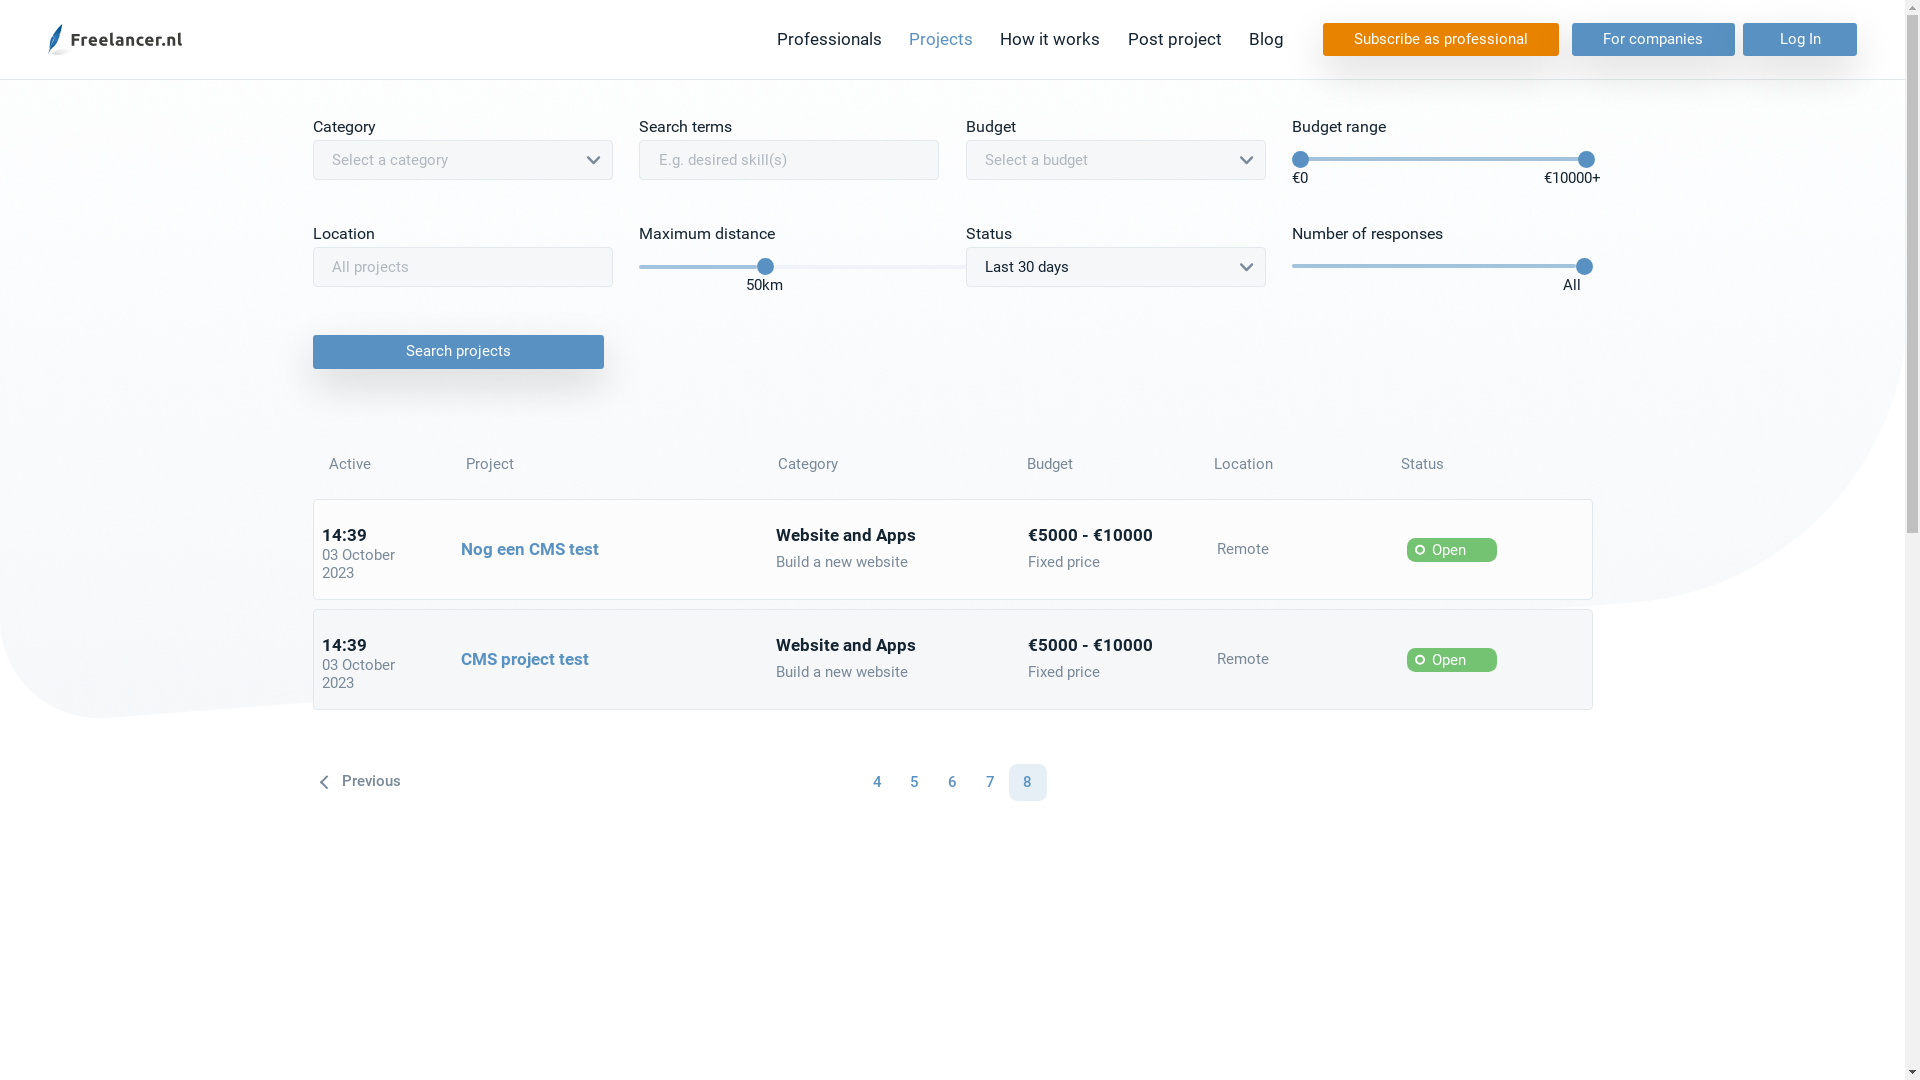 Freelancer.nl
Professionals Projects How it works Post project Blog Subscribe as professional For companies Log In
Category Search terms Budget Budget range
Select a category E.g. desired skill(s) Select a budget
€0 €10000+
Location Maximum distance Status Number of responses
All projects Last 30 days
50km All
Search projects
Active Project Category Budget Location Status
14:39
03 October
2023
Nog een CMS test
Website and Apps
Build a new website
€5000 - €10000
Fixed price
Remote
Open
14:39
03 October
2023
CMS project test
Website and Apps
Build a new website
€5000 - €10000
Fixed price
Remote
Open
Previous 4 5 6 7 8